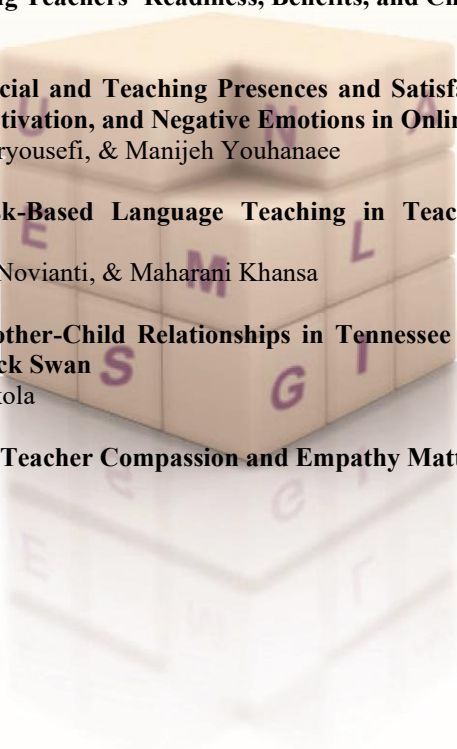 ng Teachers' Readiness, Benefits, and Ch
cial and Teaching Presences and Satisfa
U N A
tivation, and Negative Emotions in Onlin
ryousefi, & Manijeh Youhanaee
sk-Based Language Teaching in Teac
E M L
Novianti, & Maharani Khansa
other-Child Relationships in Tennessee
ck Swan
S G I
kola
Teacher Compassion and Empathy Matt